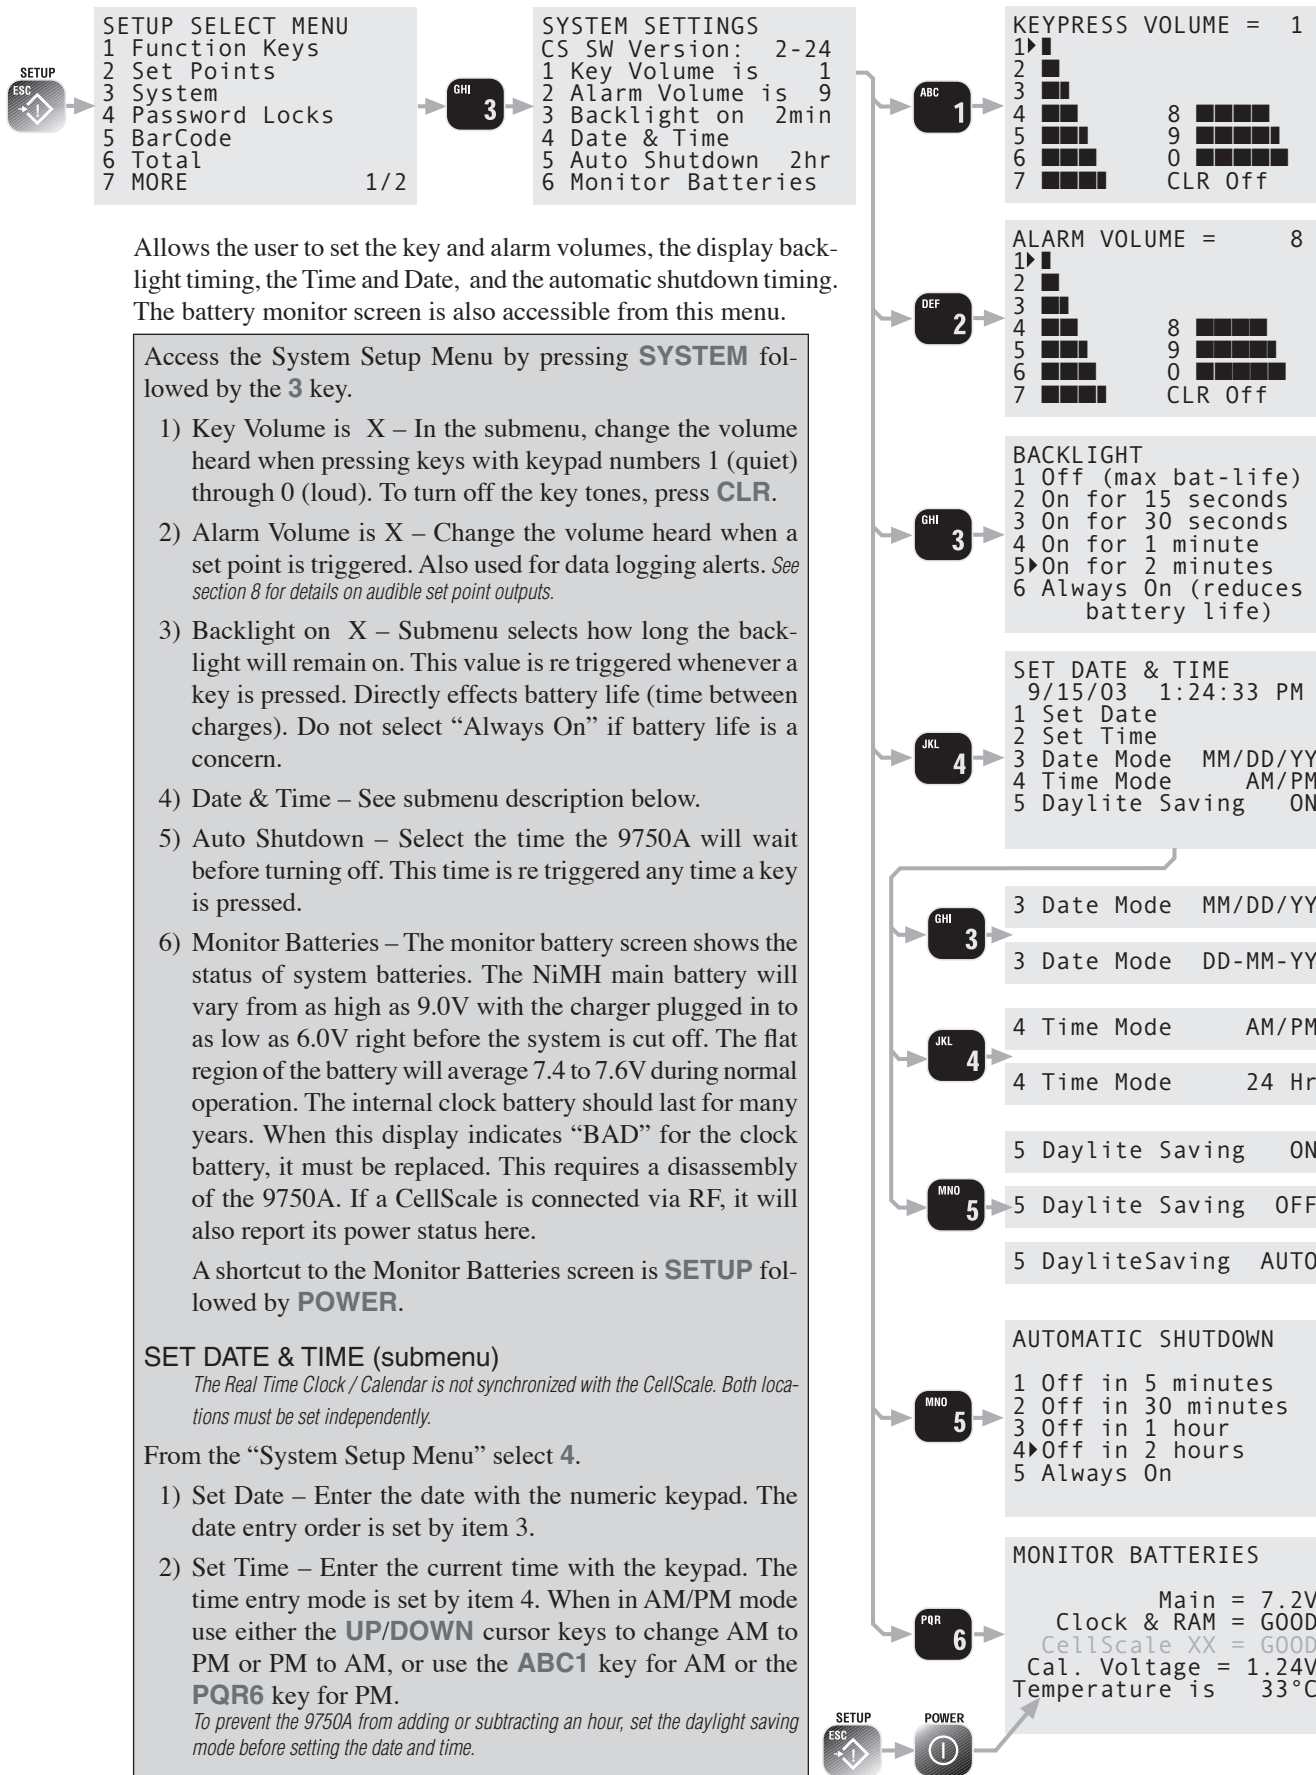 SETUP
ESC
SETUP SELECT MENU
1 Function Keys
2 Set Points
3 System
4 Password Locks
5 BarCode
6 Total
7 MORE 1/2
GHI
3
SYSTEM SETTINGS
CS SW Version: 2-24
1 Key Volume is 1
2 Alarm Volume is 9
3 Backlight on 2min
4 Date & Time
5 Auto Shutdown 2hr
6 Monitor Batteries
ABC
1
KEYPRESS VOLUME = 1
1
2
3
4 8
5 9
6 0
7 CLR Off
Allows the user to set the key and alarm volumes, the display back-
light timing, the Time and Date, and the automatic shutdown timing.
The battery monitor screen is also accessible from this menu.
Access the System Setup Menu by pressing SYSTEM fol-
lowed by the 3 key.
1) Key Volume is X – In the submenu, change the volume
heard when pressing keys with keypad numbers 1 (quiet)
through 0 (loud). To turn off the key tones, press CLR.
2) Alarm Volume is X – Change the volume heard when a
set point is triggered. Also used for data logging alerts. See
section 8 for details on audible set point outputs.
3) Backlight on X – Submenu selects how long the back-
light will remain on. This value is re triggered whenever a
key is pressed. Directly effects battery life (time between
charges). Do not select “Always On” if battery life is a
concern.
4) Date & Time – See submenu description below.
5) Auto Shutdown – Select the time the 9750A will wait
before turning off. This time is re triggered any time a key
is pressed.
6) Monitor Batteries – The monitor battery screen shows the
status of system batteries. The NiMH main battery will
vary from as high as 9.0V with the charger plugged in to
as low as 6.0V right before the system is cut off. The flat
region of the battery will average 7.4 to 7.6V during normal
operation. The internal clock battery should last for many
years. When this display indicates “BAD” for the clock
battery, it must be replaced. This requires a disassembly
of the 9750A. If a CellScale is connected via RF, it will
also report its power status here.
A shortcut to the Monitor Batteries screen is SETUP fol-
lowed by POWER.
SET DATE & TIME (submenu)
The Real Time Clock / Calendar is not synchronized with the CellScale. Both loca-
tions must be set independently.
From the “System Setup Menu” select 4.
1) Set Date – Enter the date with the numeric keypad. The
date entry order is set by item 3.
2) Set Time – Enter the current time with the keypad. The
time entry mode is set by item 4. When in AM/PM mode
use either the UP/DOWN cursor keys to change AM to
PM or PM to AM, or use the ABC1 key for AM or the
PQR6 key for PM.
To prevent the 9750A from adding or subtracting an hour, set the daylight saving
mode before setting the date and time.
DEF
2
ALARM VOLUME = 8
1
2
3
4 8
5 9
6 0
7 CLR Off
GHI
3
BACKLIGHT
1 Off (max bat-life)
2 On for 15 seconds
3 On for 30 seconds
4 On for 1 minute
5 On for 2 minutes
6 Always On (reduces
battery life)
JKL
4
SET DATE & TIME
9/15/03 1:24:33 PM
1 Set Date
2 Set Time
3 Date Mode MM/DD/YY
4 Time Mode AM/PM
5 Daylite Saving ON
GHI
3
3 Date Mode MM/DD/YY
3 Date Mode DD-MM-YY
JKL
4
4 Time Mode AM/PM
4 Time Mode 24 Hr
MNO
5
5 Daylite Saving ON
5 Daylite Saving OFF
5 DayliteSaving AUTO
MNO
5
AUTOMATIC SHUTDOWN
1 Off in 5 minutes
2 Off in 30 minutes
3 Off in 1 hour
4 Off in 2 hours
5 Always On
PQR
6
MONITOR BATTERIES
Main = 7.2V
Clock & RAM = GOOD
CellScale XX = GOOD
Cal. Voltage = 1.24V
Temperature is 33°C
SETUP
ESC
POWER